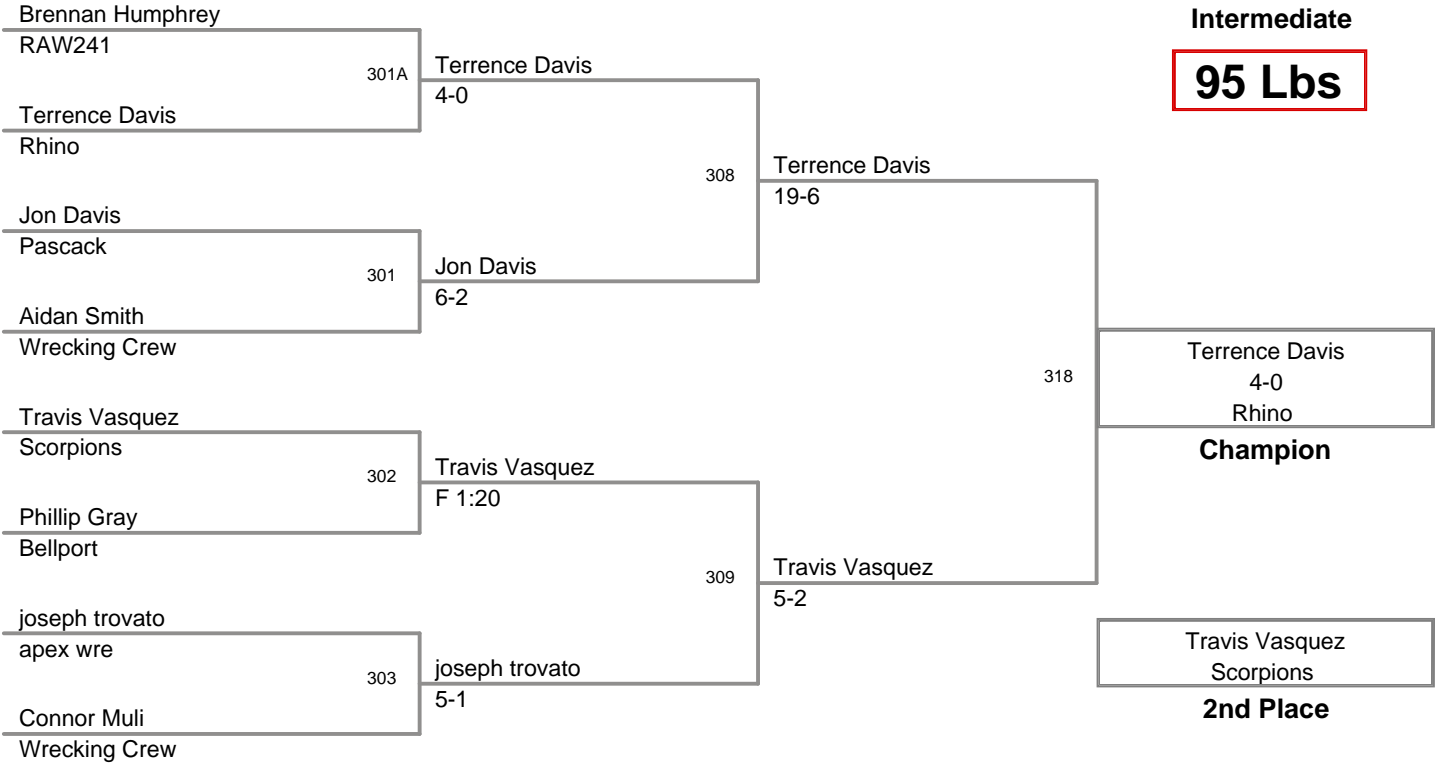 Brennan Humphrey
RAW241
301A
Terrence Davis
Rhino
Jon Davis
Pascack
301
Aidan Smith
Wrecking Crew
Travis Vasquez
Scorpions
302
Phillip Gray
Bellport
joseph trovato
apex wre
303
Connor Muli
Wrecking Crew
Terrence Davis
4-0
308
Jon Davis
6-2
Travis Vasquez
F 1:20
309
joseph trovato
5-1
Terrence Davis
19-6
318
Travis Vasquez
5-2
Intermediate
95 Lbs
Terrence Davis
4-0
Rhino
Champion
Travis Vasquez
Scorpions
2nd Place